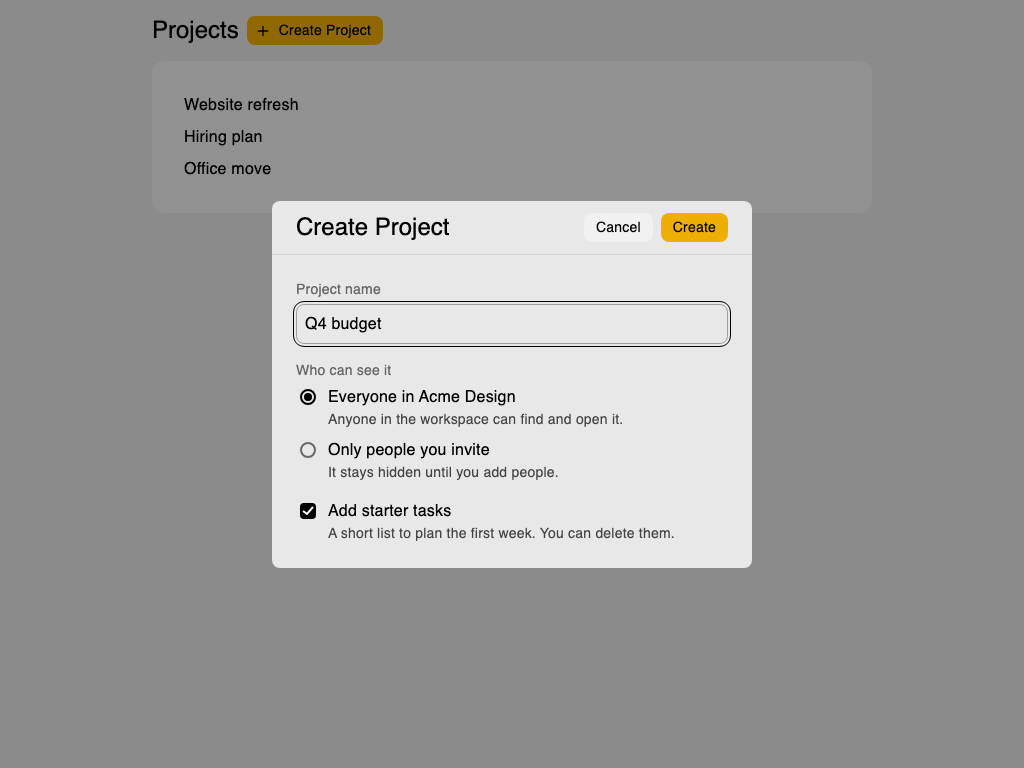 Projects
+ Create Project
Website refresh
Hiring plan
Office move
Create Project
Cancel
Create
Project name
Q4 budget
Who can see it
Everyone in Acme Design
Anyone in the workspace can find and open it.
Only people you invite
It stays hidden until you add people.
Add starter tasks
A short list to plan the first week. You can delete them.